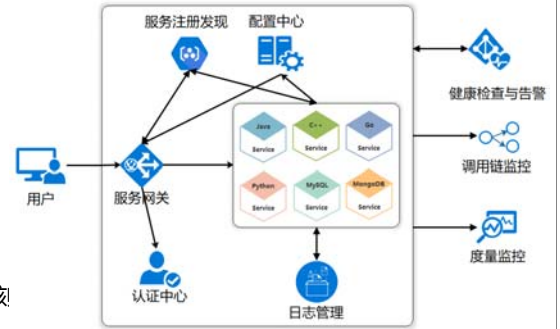 服务注册发现
配置中心
健康检查与告警
Java
Service
C++
Service
Go
Service
调用链监控
用户
服务网关
Python
Service
MySQL
Service
MongoDB
Service
度量监控
认证中心
日志管理